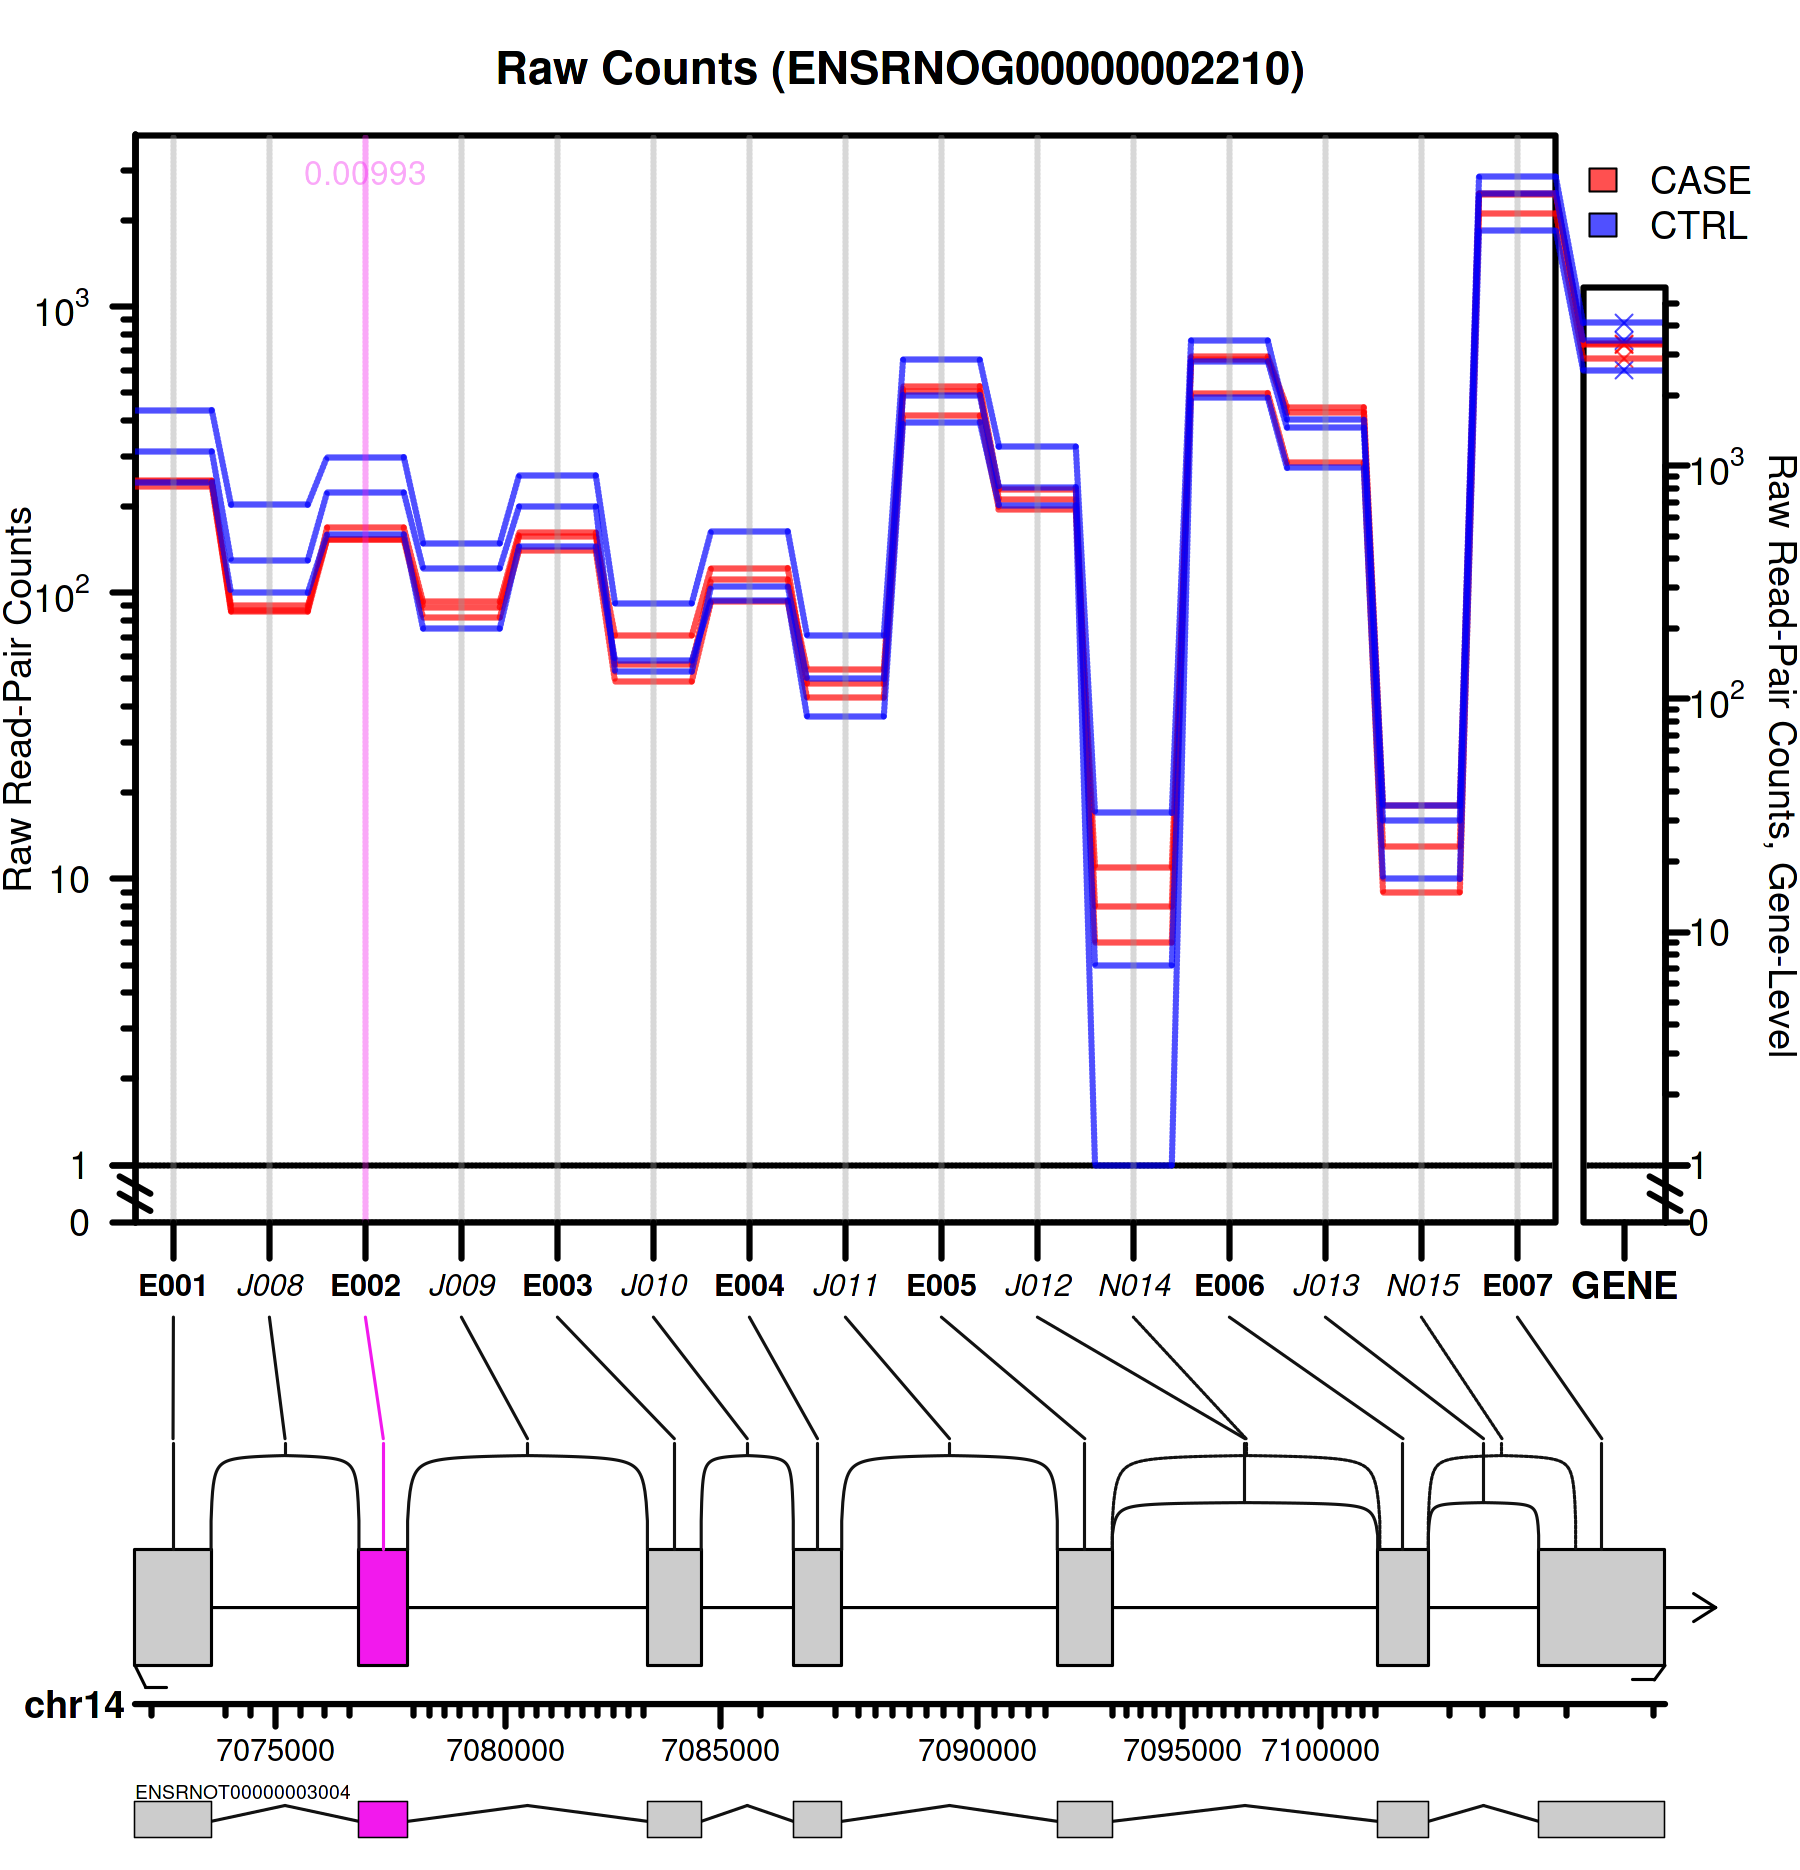 Raw Counts (ENSRNOG00000002210)
0.00993
CASE
CTRL
Raw Read-Pair Counts
10³
10²
10
1
0
Raw Read-Pair Counts, Gene-Level
10³
10²
10
1
0
E001 J008 E002 J009 E003 J010 E004 J011 E005 J012 N014 E006 J013 N015 E007 GENE
chr14
7075000 7080000 7085000 7090000 7095000 7100000
ENSRNOT00000003004